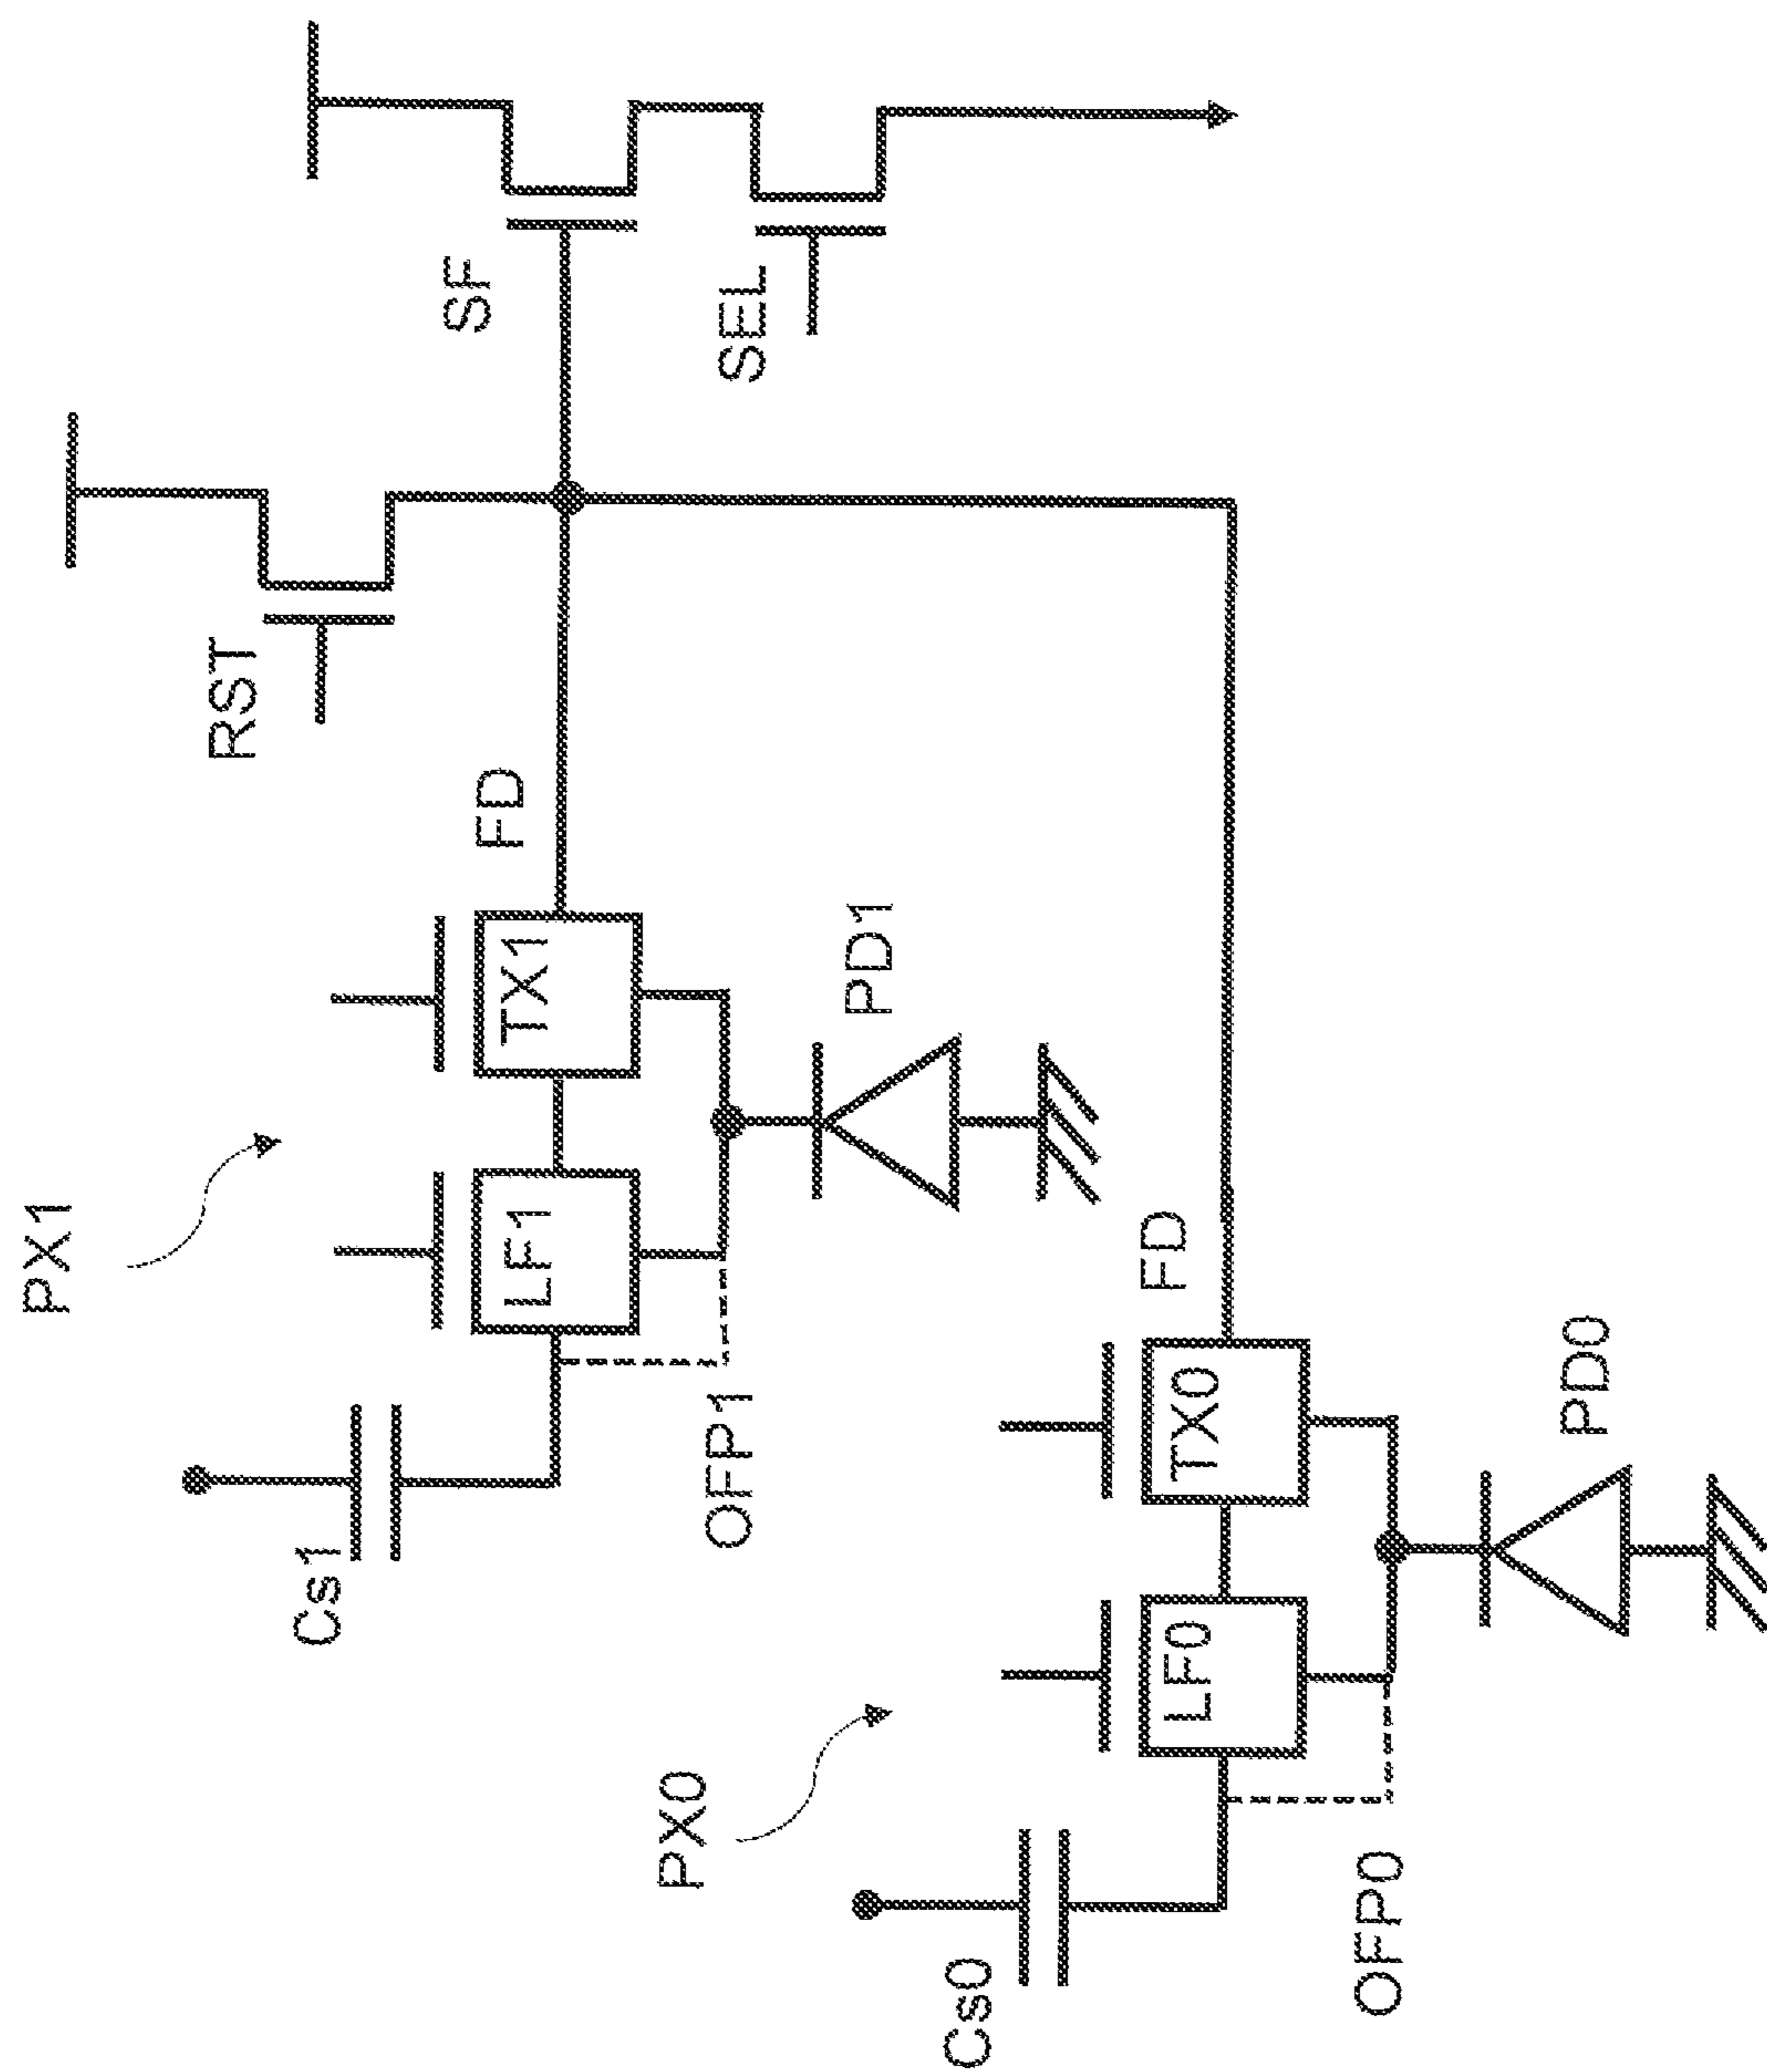 PX1
Cs1
LF1
TX1
FD
RST
SF
SEL
OFP1
PD1
PX0
Cs0
LF0
TX0
FD
OFP0
PD0